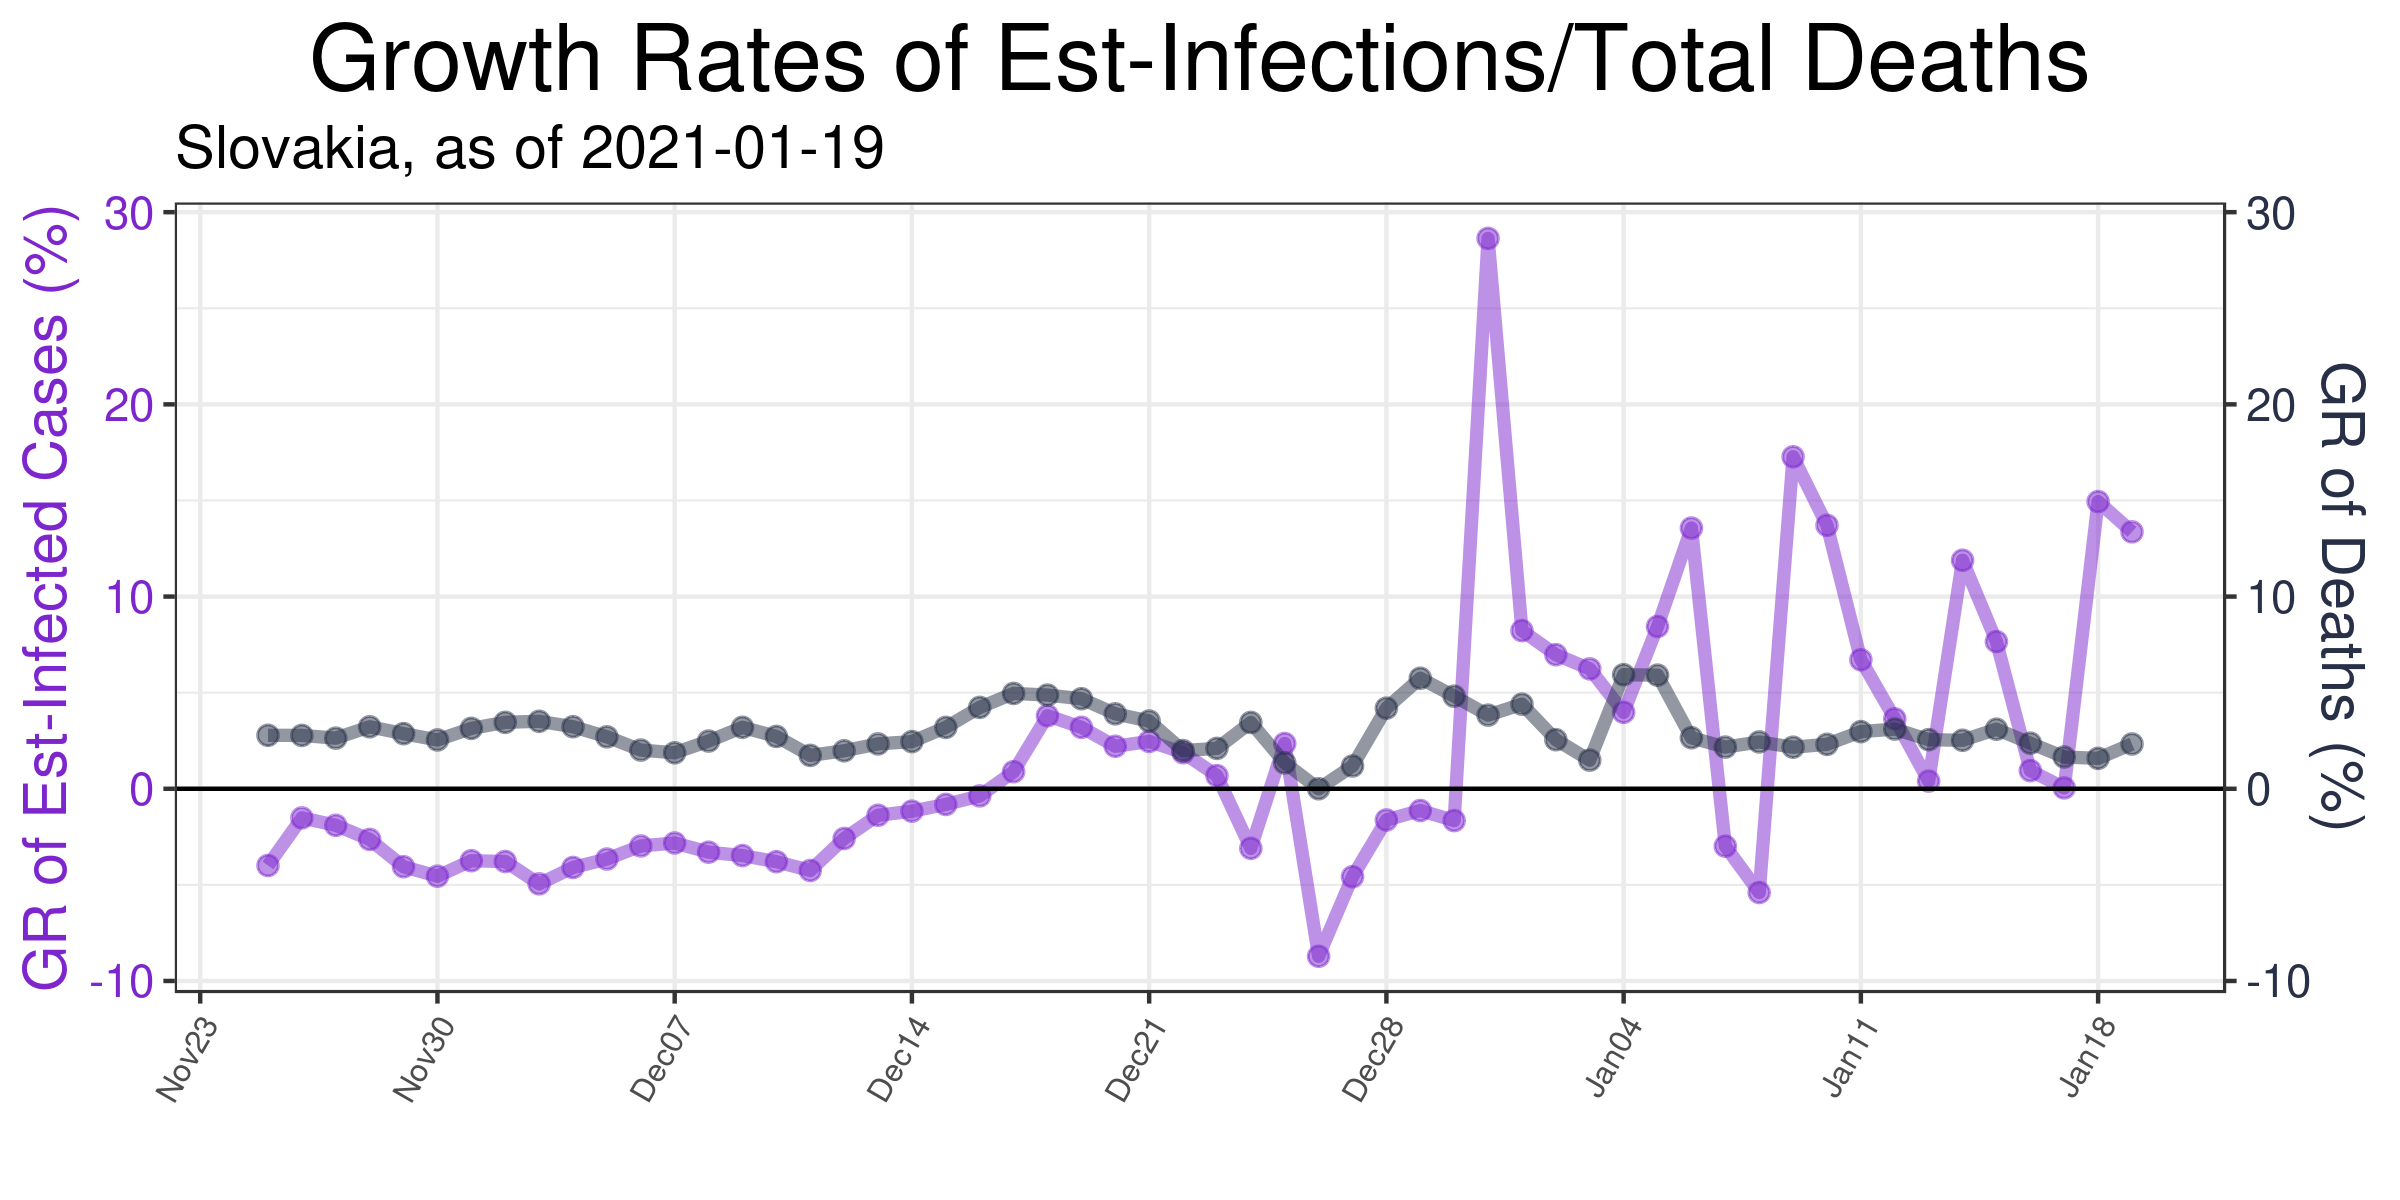 Growth Rates of Est-Infections/Total Deaths
Slovakia, as of 2021-01-19
GR of Est-Infected Cases (%)
30
20
10
0
-10
30
20
10
0
-10
GR of Deaths (%)
Nov23
Nov30
Dec07
Dec14
Dec21
Dec28
Jan04
Jan11
Jan18